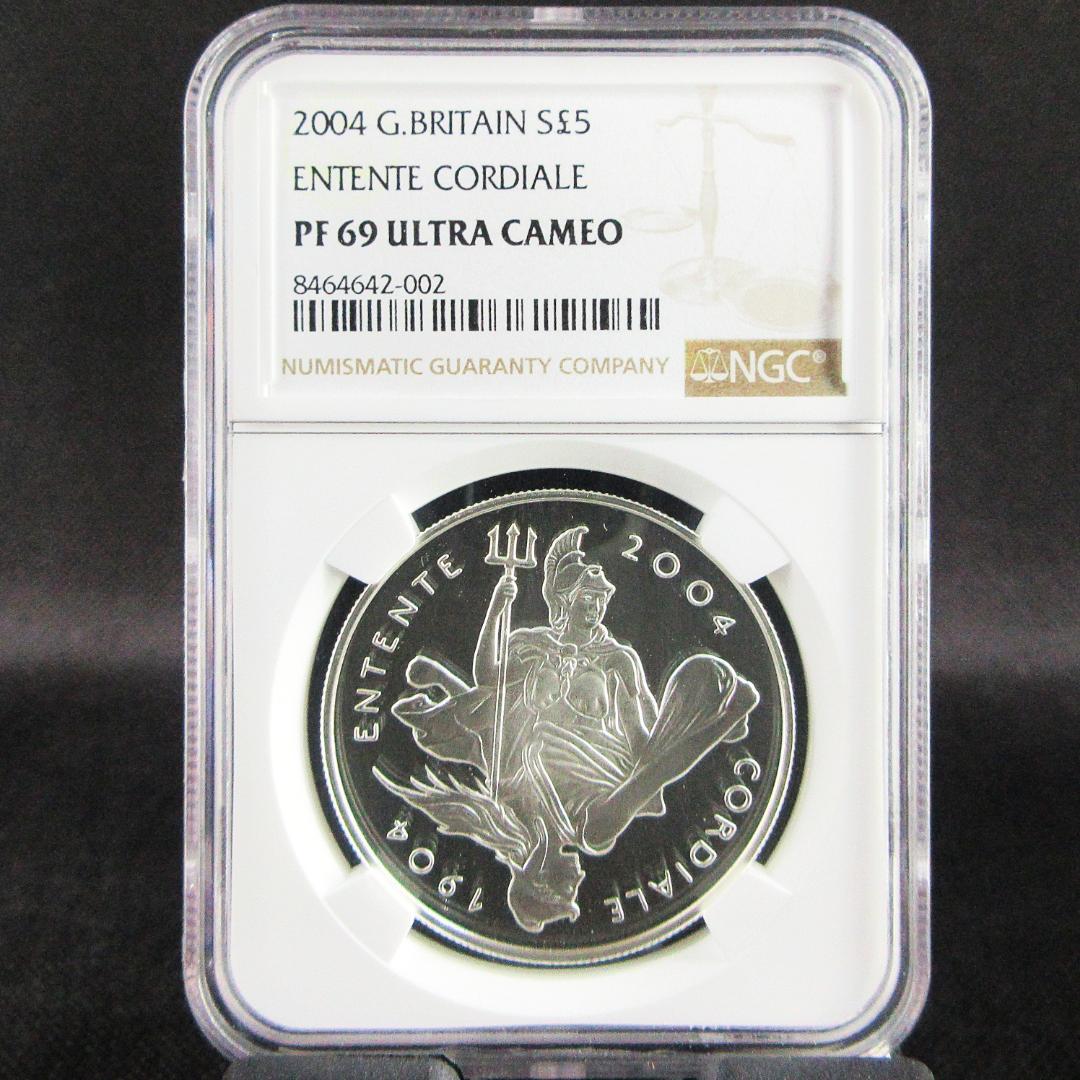 2004 G.BRITAIN S£5
ENTENTE CORDIALE
PF 69 ULTRA CAMEO
8464642-002
NUMISMATIC GUARANTY COMPANY
NGC®
ENTENTE
2004
CORDIALE
1904